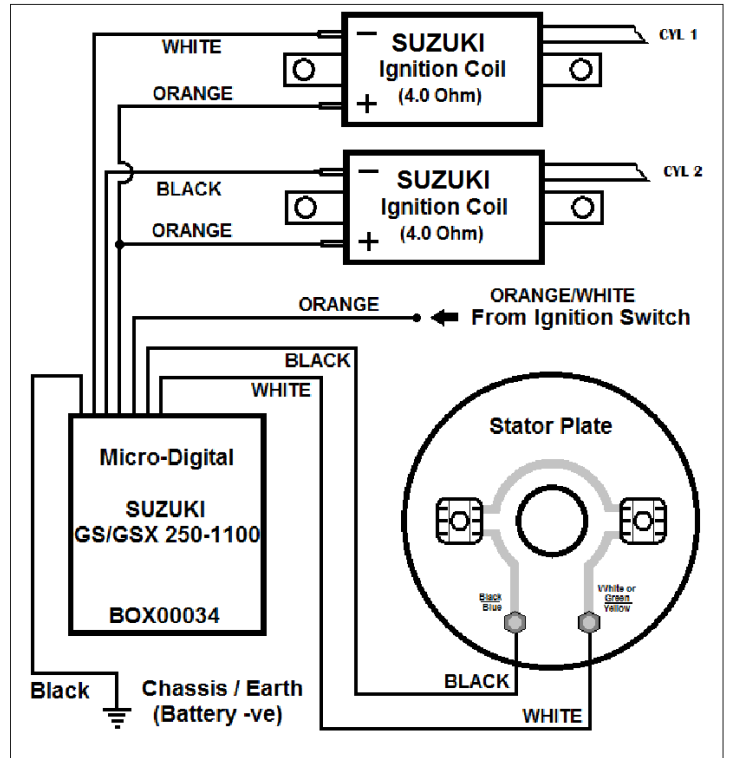 WHITE
SUZUKI
Ignition Coil
(4.0 Ohm)
− +
CYL 1
ORANGE
BLACK
SUZUKI
Ignition Coil
(4.0 Ohm)
− +
CYL 2
ORANGE
ORANGE
ORANGE/WHITE
From Ignition Switch
BLACK
WHITE
Micro-Digital
SUZUKI
GS/GSX 250-1100
BOX00034
Stator Plate
Black
Blue
White or
Green
Yellow
BLACK
WHITE
Black
Chassis / Earth
(Battery -ve)